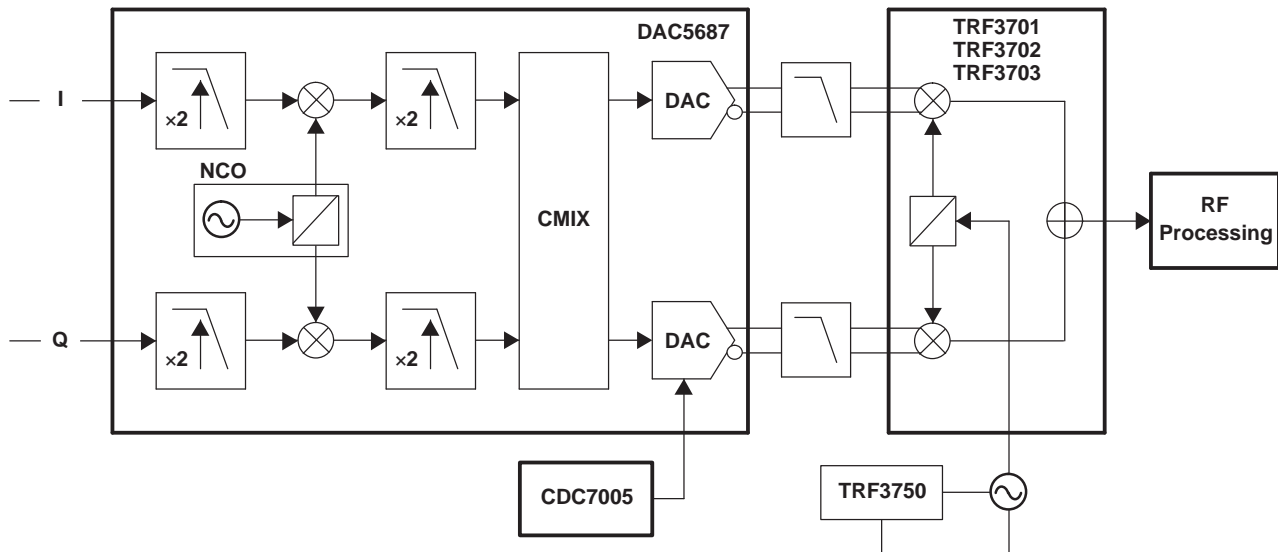 DAC5687
TRF3701
TRF3702
TRF3703
I
×2
×2
DAC
NCO
CMIX
RF
Processing
Q
×2
×2
DAC
CDC7005
TRF3750